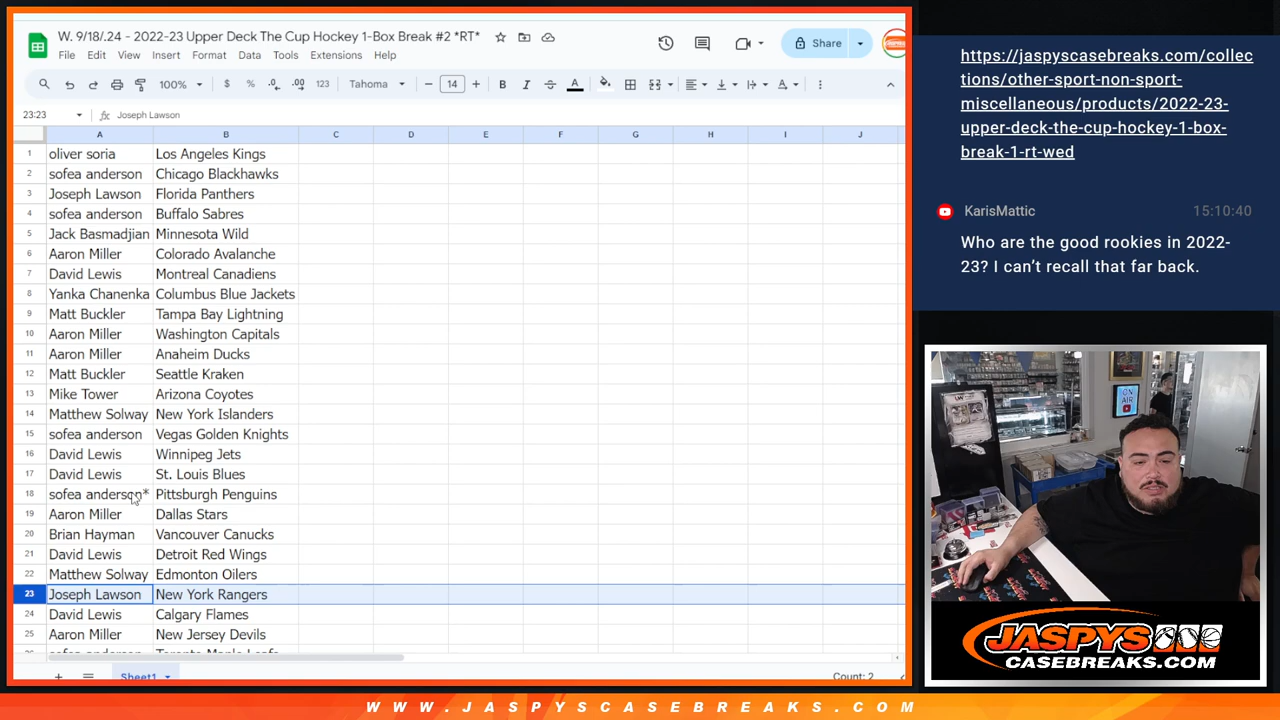 W. 9/18/.24 - 2022-23 Upper Deck The Cup Hockey 1-Box Break #2 *RT*
File Edit View Insert Format Data Tools Extensions Help
Share
100% $ % .0 .00 123 Tahoma 14 B I A
23:23 Joseph Lawson
A B C D E F G H I J
1 oliver soria Los Angeles Kings
2 sofea anderson Chicago Blackhawks
3 Joseph Lawson Florida Panthers
4 sofea anderson Buffalo Sabres
5 Jack Basmadjian Minnesota Wild
6 Aaron Miller Colorado Avalanche
7 David Lewis Montreal Canadiens
8 Yanka Chanenka Columbus Blue Jackets
9 Matt Buckler Tampa Bay Lightning
10 Aaron Miller Washington Capitals
11 Aaron Miller Anaheim Ducks
12 Matt Buckler Seattle Kraken
13 Mike Tower Arizona Coyotes
14 Matthew Solway New York Islanders
15 sofea anderson Vegas Golden Knights
16 David Lewis Winnipeg Jets
17 David Lewis St. Louis Blues
18 sofea anderson* Pittsburgh Penguins
19 Aaron Miller Dallas Stars
20 Brian Hayman Vancouver Canucks
21 David Lewis Detroit Red Wings
22 Matthew Solway Edmonton Oilers
23 Joseph Lawson New York Rangers
24 David Lewis Calgary Flames
25 Aaron Miller New Jersey Devils
Sheet1
Count: 2
https://jaspyscasebreaks.com/collec
tions/other-sport-non-sport-
miscellaneous/products/2022-23-
upper-deck-the-cup-hockey-1-box-
break-1-rt-wed
KarisMattic 15:10:40
Who are the good rookies in 2022-
23? I can't recall that far back.
ON
AIR
JASPYS
CASEBREAKS.COM
WWW.JASPYSCASEBREAKS.COM